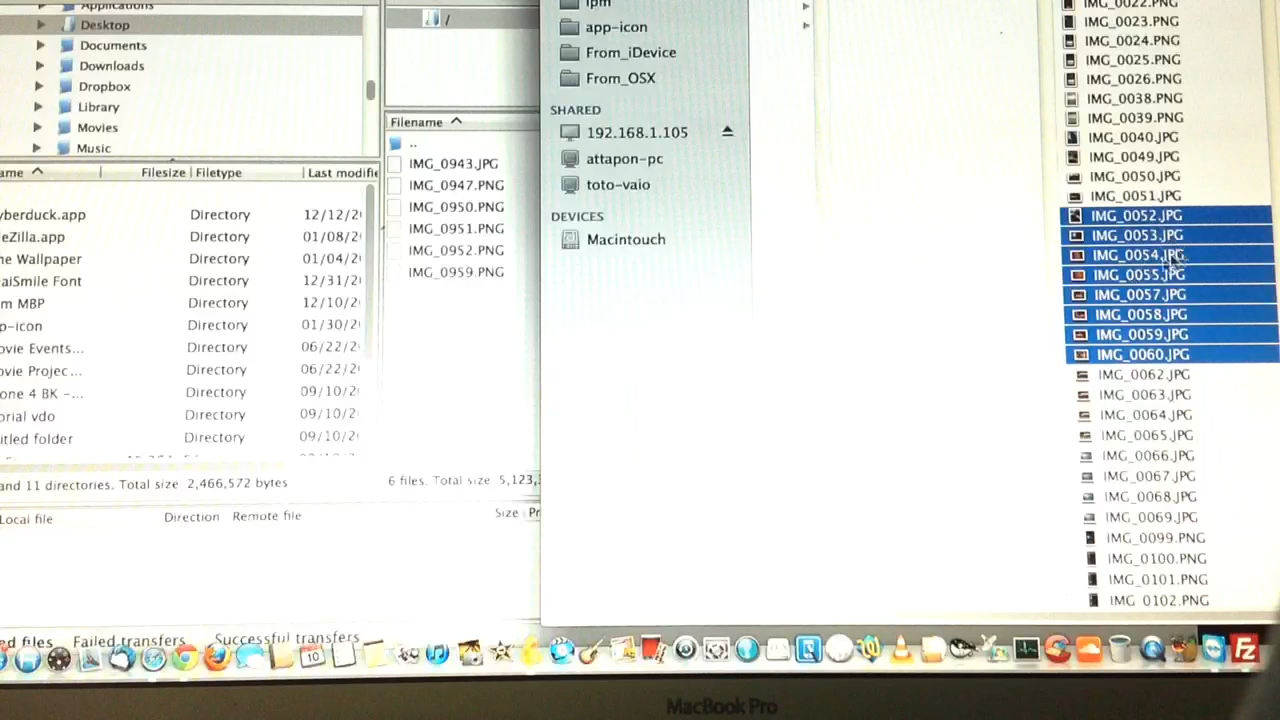 Applications
Desktop
Documents
Downloads
Dropbox
Library
Movies
Music
ame
Filesize
Filetype
Last modifie
yberduck.app
Directory
12/12/2
eZilla.app
Directory
01/08/2
ne Wallpaper
Directory
01/04/2
aiSmile Font
Directory
12/31/2
m MBP
Directory
12/10/2
p-icon
Directory
01/30/2
ovie Events...
Directory
06/22/2
ovie Projec...
Directory
06/22/2
one 4 BK -...
Directory
09/10/2
orial vdo
Directory
09/10/2
titled folder
Directory
09/10/2
and 11 directories. Total size 2,466,572 bytes
Local file
Direction
Remote file
Size
Pr
ed files
Failed transfers
Successful transfers
/
Filename
..
IMG_0943.JPG
IMG_0947.PNG
IMG_0950.PNG
IMG_0951.PNG
IMG_0952.PNG
IMG_0959.PNG
6 files. Total size 5,123,
ipm
app-icon
From_iDevice
From_OSX
SHARED
192.168.1.105
attapon-pc
toto-vaio
DEVICES
Macintouch
IMG_0022.PNG
IMG_0023.PNG
IMG_0024.PNG
IMG_0025.PNG
IMG_0026.PNG
IMG_0038.PNG
IMG_0039.PNG
IMG_0040.JPG
IMG_0049.JPG
IMG_0050.JPG
IMG_0051.JPG
IMG_0052.JPG
IMG_0053.JPG
IMG_0054.JPG
IMG_0055.JPG
IMG_0057.JPG
IMG_0058.JPG
IMG_0059.JPG
IMG_0060.JPG
IMG_0062.JPG
IMG_0063.JPG
IMG_0064.JPG
IMG_0065.JPG
IMG_0066.JPG
IMG_0067.JPG
IMG_0068.JPG
IMG_0069.JPG
IMG_0099.PNG
IMG_0100.PNG
IMG_0101.PNG
IMG_0102.PNG
10
Fz
MacBook Pro